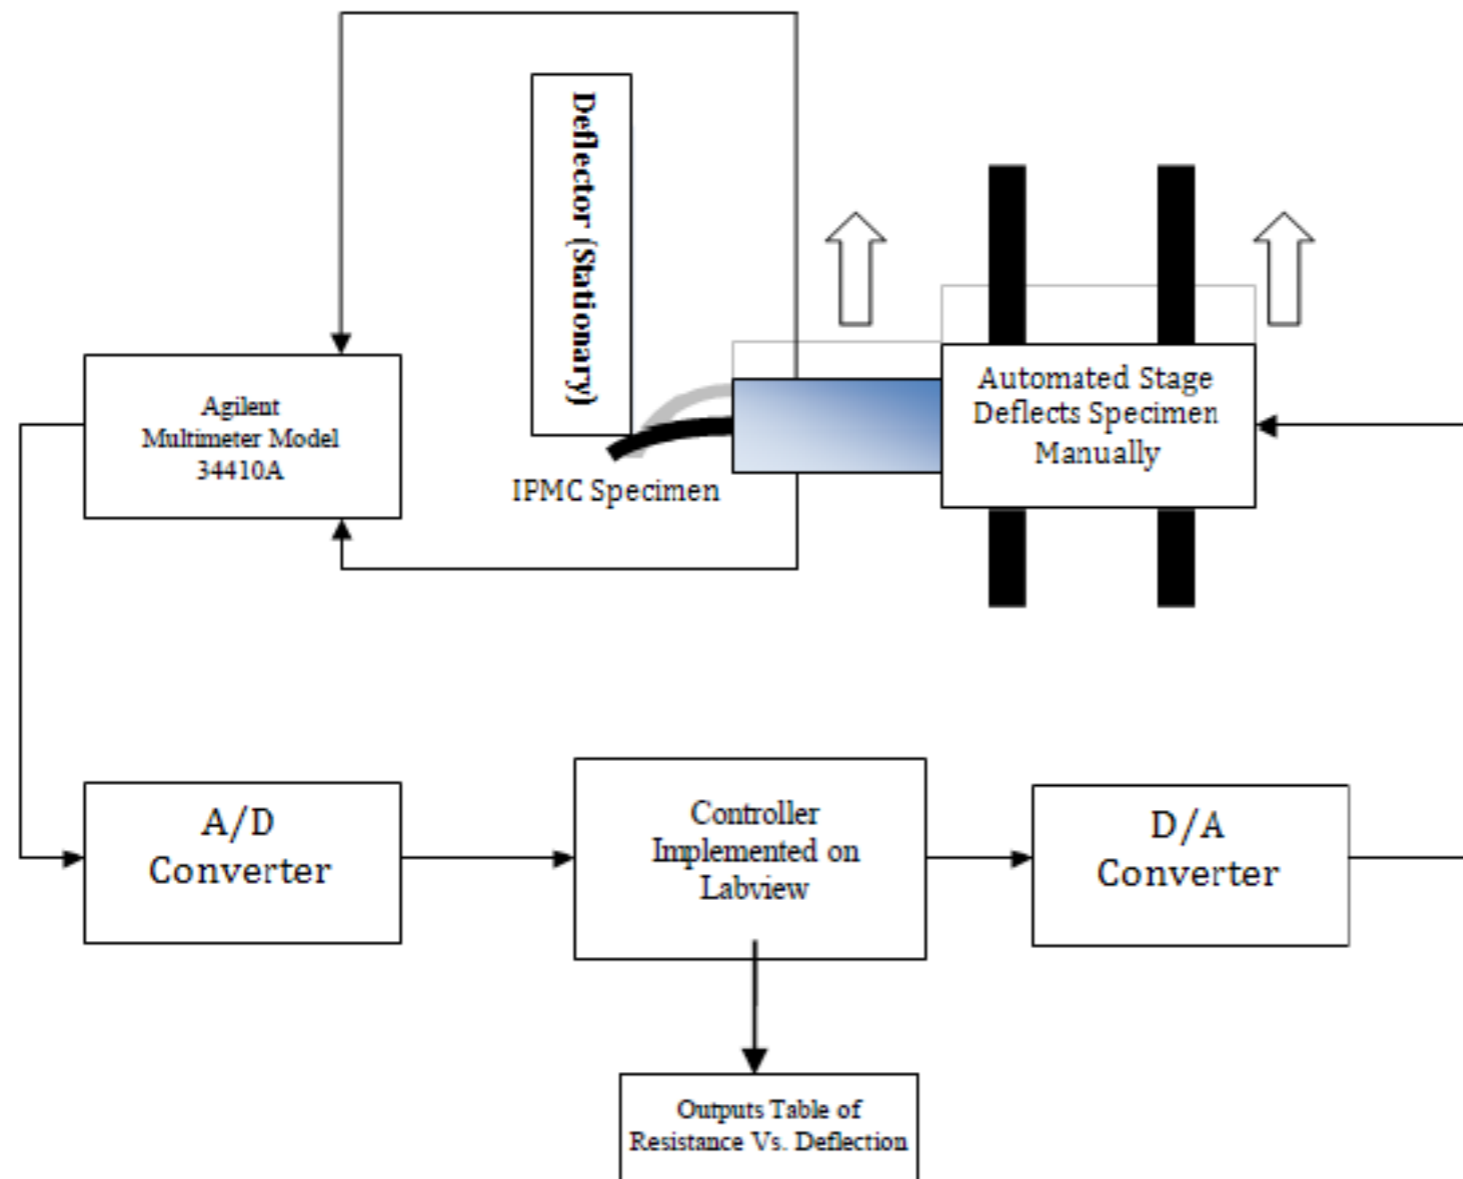 Deflector (Stationary)
Automated Stage
Deflects Specimen
Manually
Agilent
Multimeter Model
34410A
IPMC Specimen
A/D
Converter
Controller
Implemented on
Labview
D/A
Converter
Outputs Table of
Resistance Vs. Deflection